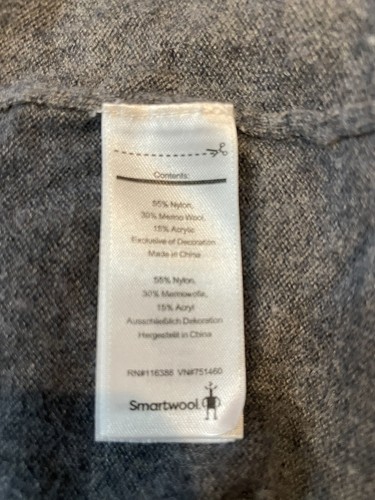 Contents:
55% Nylon,
30% Merino Wool,
15% Acrylic
Exclusive of Decoration
Made in China
55% Nylon,
30% Merinowolle,
15% Acryl
Ausschließlich Dekoration
Hergestellt in China
RN#116386 VN#751460
Smartwool